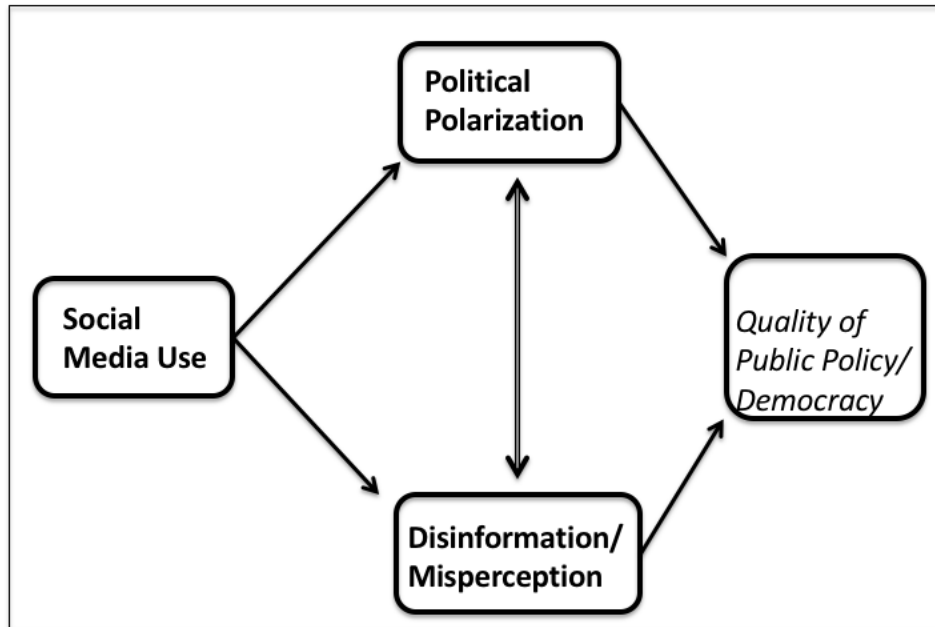 Political
Polarization
Social
Media Use
Quality of
Public Policy/
Democracy
Disinformation/
Misperception